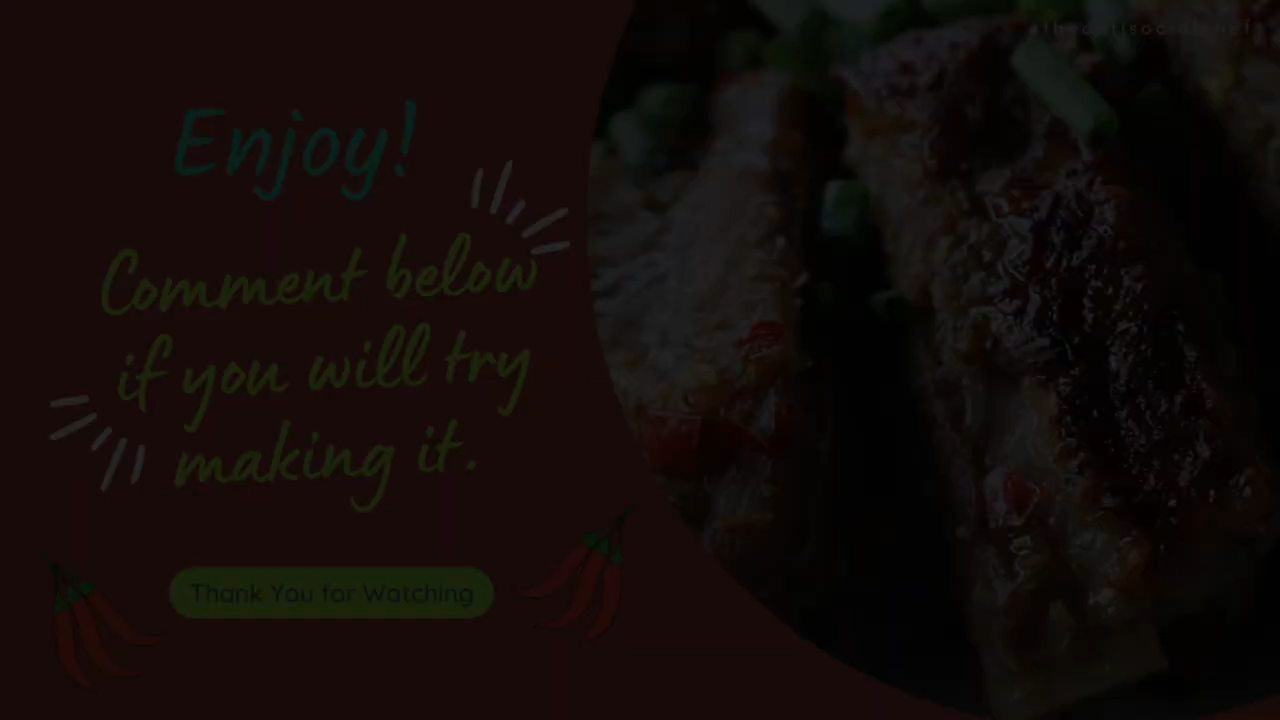 Enjoy!
Comment below
if you will try
making it.
Thank You for Watching